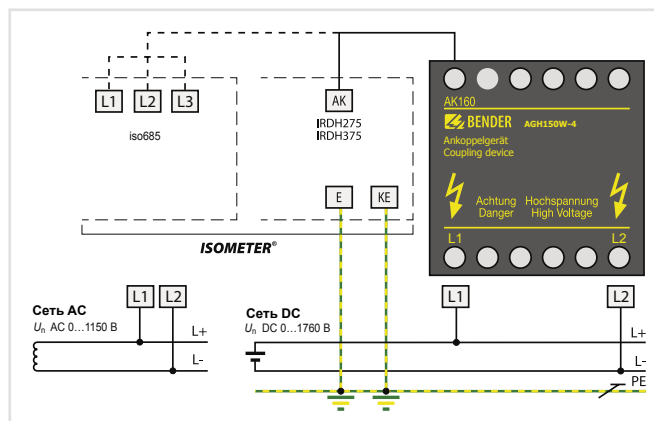 L1 L2 L3
iso685
AK
IRDH275
IRDH375
E KE
ISOMETER®
AK160
BENDER AGH150W-4
Ankoppelgerät
Coupling device
Achtung Hochspannung
Danger High Voltage
L1 L2
Сеть AC
Un AC 0...1150 В
L1 L2
L+
L-
Сеть DC
Un DC 0...1760 В
L1 L2
L+
L-
PE